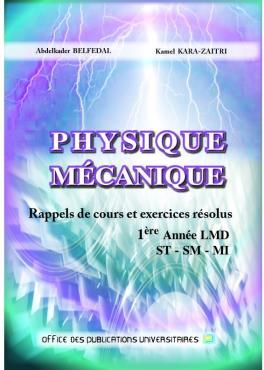 Abdelkader BELFEDAL Kamel KARA-ZAITRI
PHYSIQUE
MÉCANIQUE
Rappels de cours et exercices résolus
1ère Année LMD
ST - SM - MI
OFFICE DES PUBLICATIONS UNIVERSITAIRES